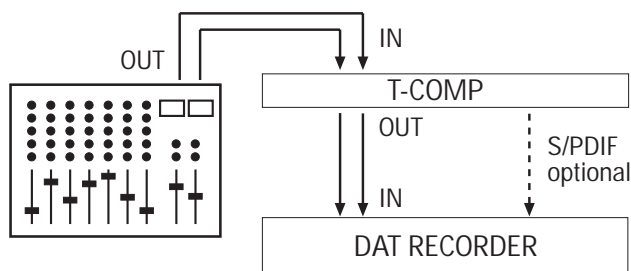 OUT
IN
T-COMP
OUT
S/PDIF
optional
IN
DAT RECORDER